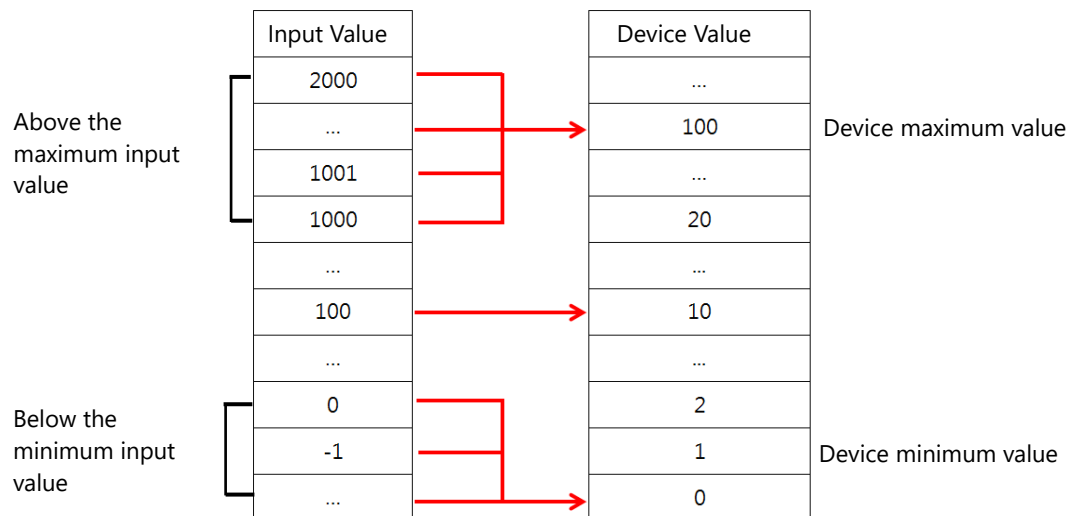 Input Value
2000
...
1001
1000
...
100
...
0
-1
...
Device Value
...
100
...
20
...
10
...
2
1
0
Above the
maximum input
value
Below the
minimum input
value
Device maximum value
Device minimum value